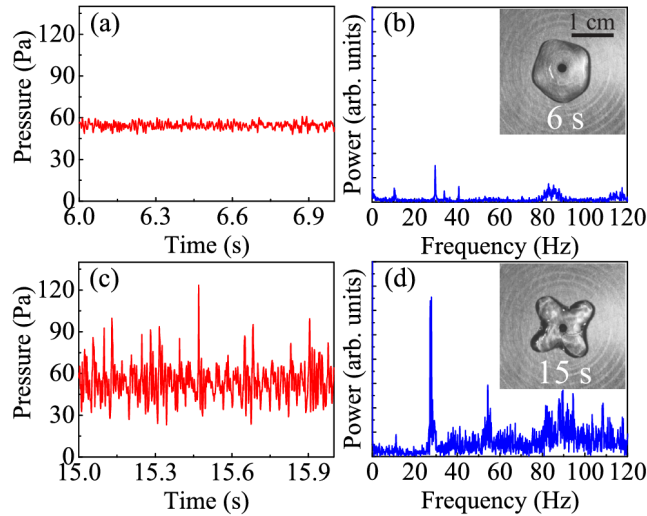 (a)
Pressure (Pa)
120
90
60
30
0
6.0 6.3 6.6 6.9
Time (s)
(b)
1 cm
6 s
Power (arb. units)
0 20 40 60 80 100 120
Frequency (Hz)
(c)
Pressure (Pa)
120
90
60
30
0
15.0 15.3 15.6 15.9
Time (s)
(d)
15 s
Power (arb. units)
0 20 40 60 80 100 120
Frequency (Hz)